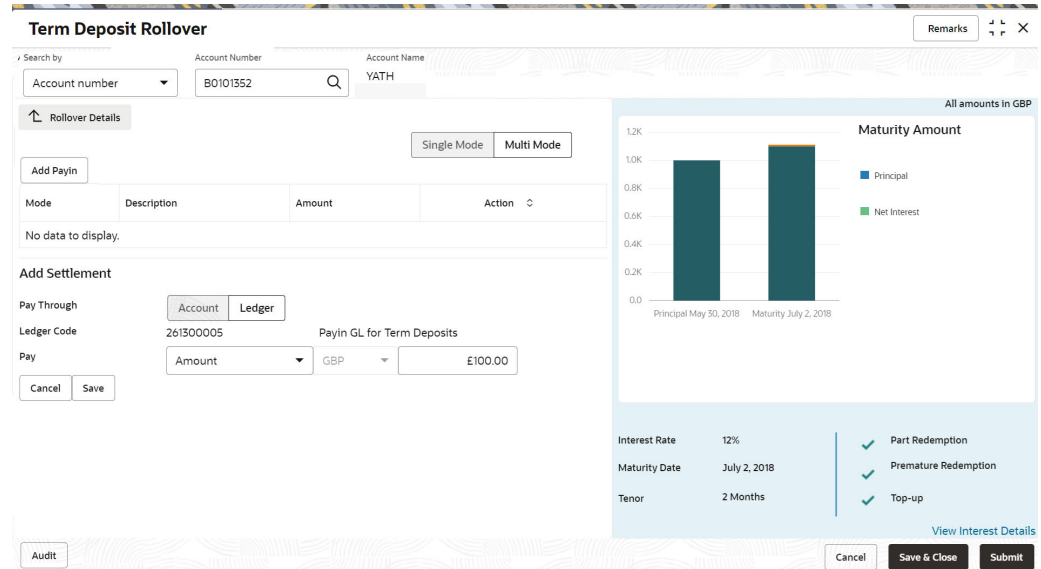 Term Deposit Rollover
Remarks
Search by
Account Number
Account Name
Account number
B0101352
YATH
Rollover Details
Single Mode
Multi Mode
Add Payin
Mode
Description
Amount
Action
No data to display.
Add Settlement
Pay Through
Account
Ledger
Ledger Code
261300005
Payin GL for Term Deposits
Pay
Amount
GBP
£100.00
Cancel
Save
All amounts in GBP
Maturity Amount
1.2K
1.0K
0.8K
0.6K
0.4K
0.2K
0.0
Principal May 30, 2018
Maturity July 2, 2018
Principal
Net Interest
Interest Rate
12%
Maturity Date
July 2, 2018
Tenor
2 Months
Part Redemption
Premature Redemption
Top-up
View Interest Details
Audit
Cancel
Save & Close
Submit